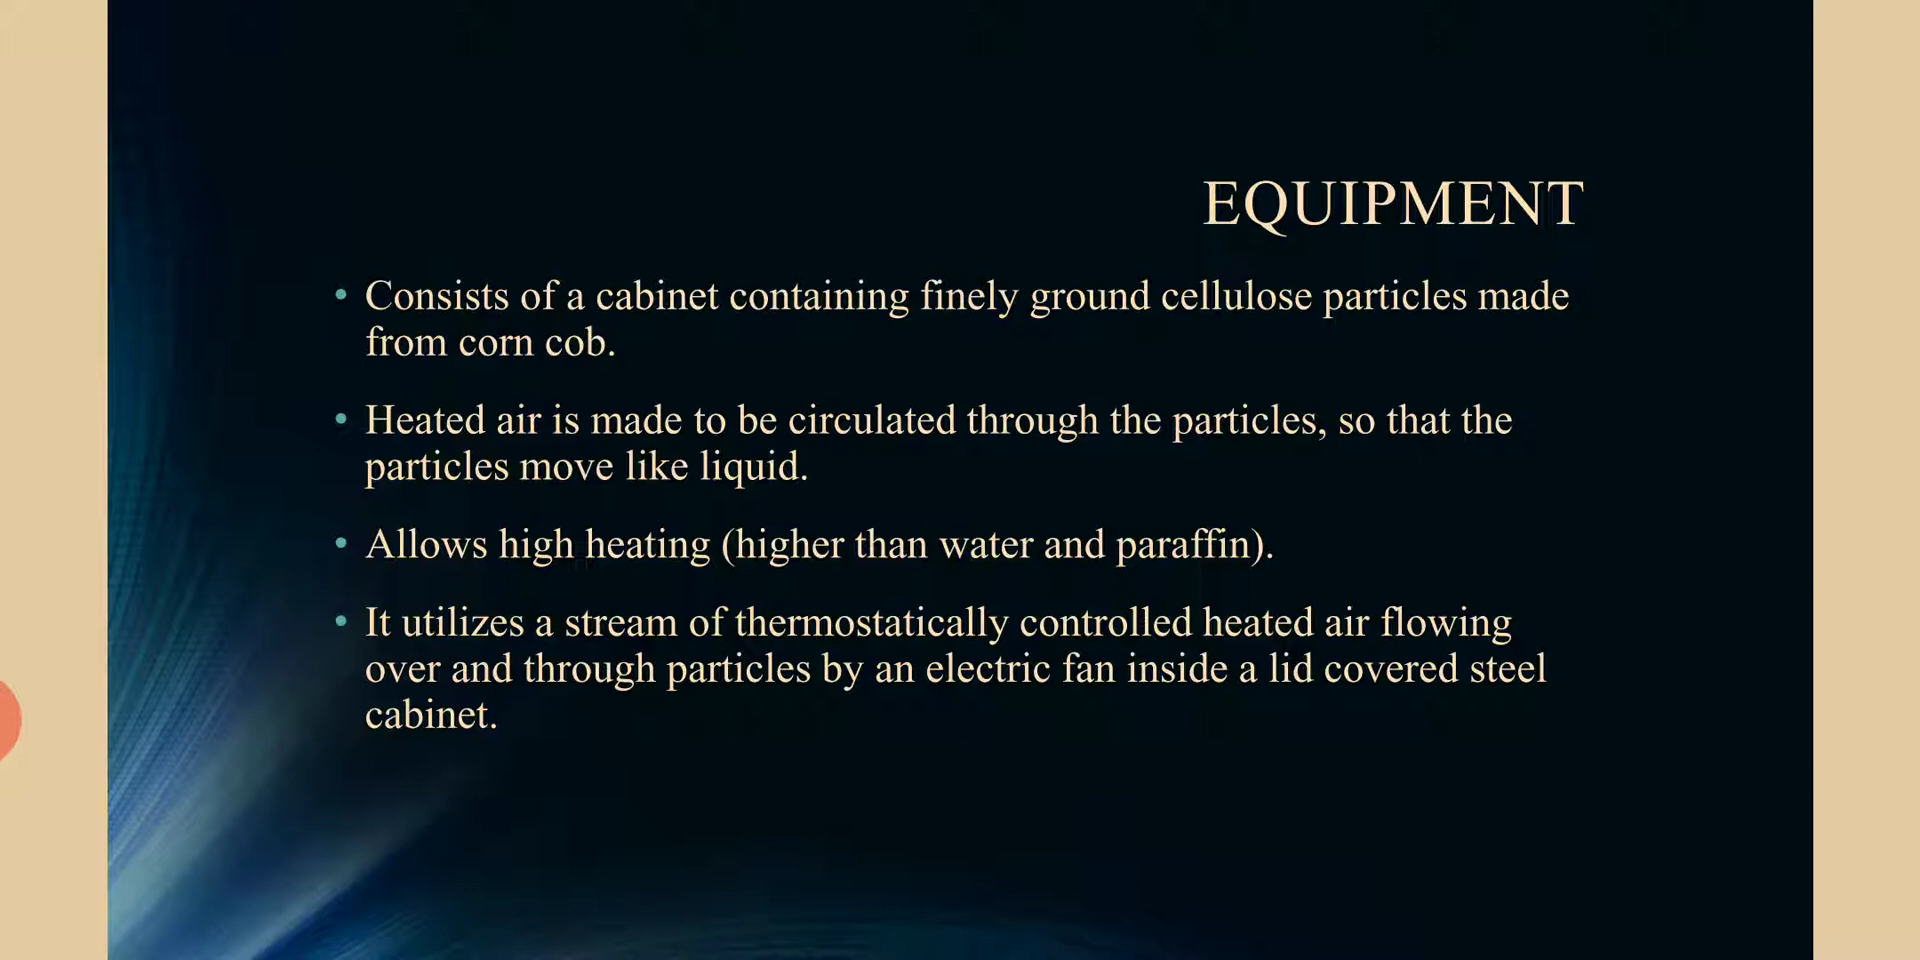 EQUIPMENT
• Consists of a cabinet containing finely ground cellulose particles made
from corn cob.
• Heated air is made to be circulated through the particles, so that the
particles move like liquid.
• Allows high heating (higher than water and paraffin).
• It utilizes a stream of thermostatically controlled heated air flowing
over and through particles by an electric fan inside a lid covered steel
cabinet.